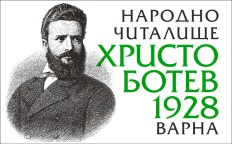 НАРОДНО
ЧИТАЛИЩЕ
ХРИСТО
БОТЕВ
1928
ВАРНА